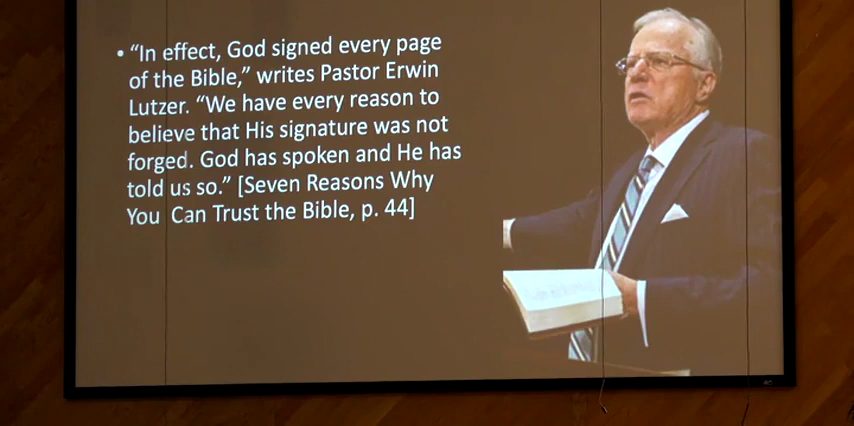 • “In effect, God signed every page
of the Bible,” writes Pastor Erwin
Lutzer. “We have every reason to
believe that His signature was not
forged. God has spoken and He has
told us so.” [Seven Reasons Why
You Can Trust the Bible, p. 44]